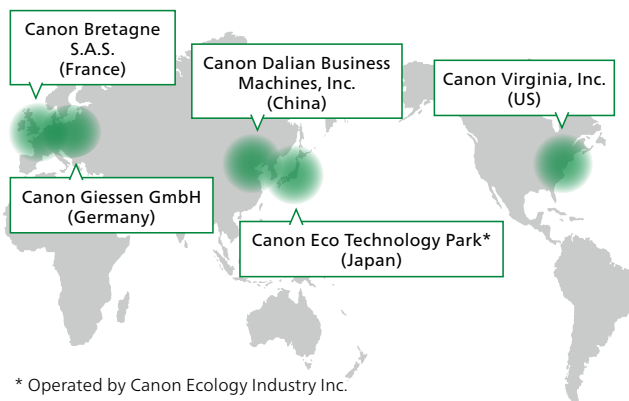 Canon Bretagne
S.A.S.
(France)
Canon Dalian Business
Machines, Inc.
(China)
Canon Virginia, Inc.
(US)
Canon Giessen GmbH
(Germany)
Canon Eco Technology Park*
(Japan)
* Operated by Canon Ecology Industry Inc.